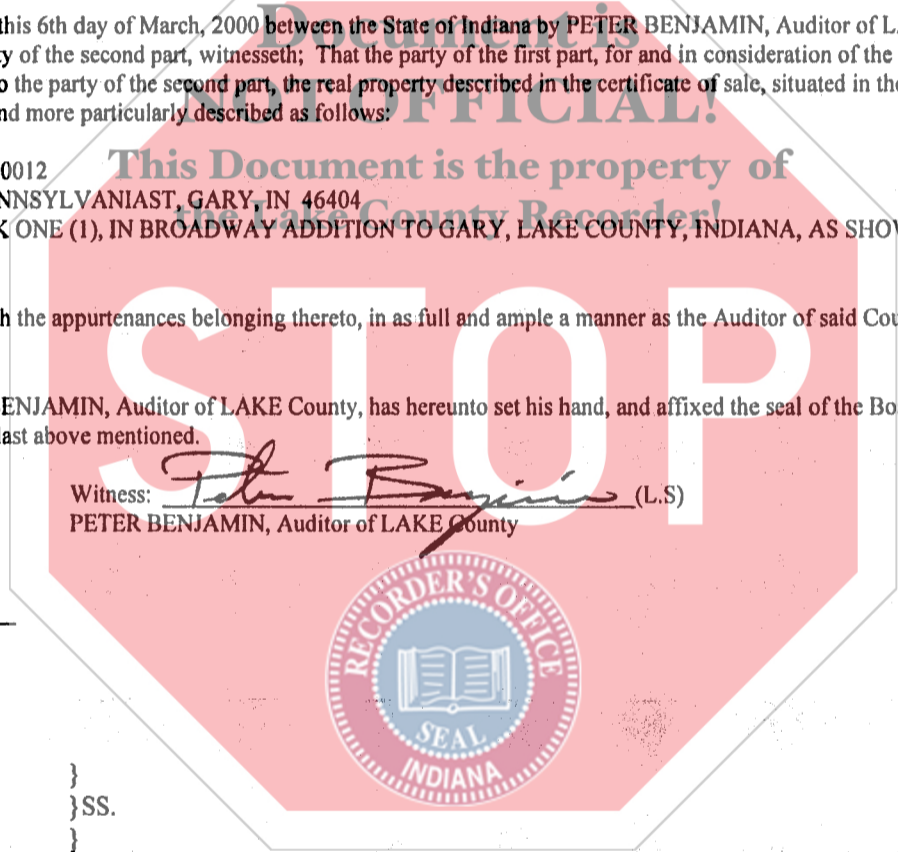 this 6th day of March, 2000 between the State of Indiana by PETER BENJAMIN, Auditor of L
y of the second part, witnesseth; That the party of the first part, for and in consideration of the
o the party of the second part, the real property described in the certificate of sale, situated in the
nd more particularly described as follows:
Document is
NOT OFFICIAL!
This Document is the property of
the Lake County Recorder!
0012
NNSYLVANIAST, GARY, IN 46404
K ONE (1), IN BROADWAY ADDITION TO GARY, LAKE COUNTY, INDIANA, AS SHOW
h the appurtenances belonging thereto, in as full and ample a manner as the Auditor of said Cou
STOP
ENJAMIN, Auditor of LAKE County, has hereunto set his hand, and affixed the seal of the Bo
last above mentioned.
Witness: Peter Benjamin (L.S)
PETER BENJAMIN, Auditor of LAKE County
RECORDER'S OFFICE
SEAL
INDIANA
}
}SS.
}